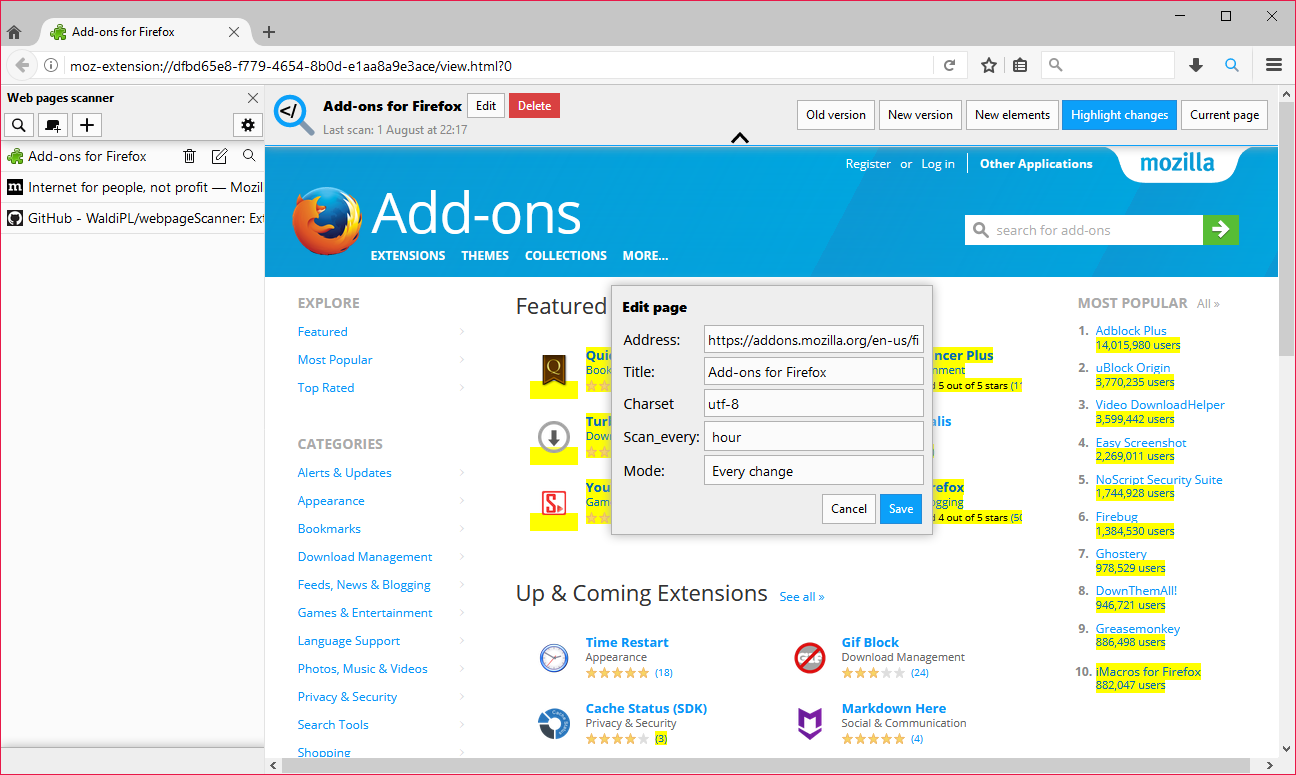 Add-ons for Firefox
moz-extension://dfbd65e8-f779-4654-8b0d-e1aa8a9e3ace/view.html?0
Web pages scanner
Add-ons for Firefox
Internet for people, not profit — Mozil
GitHub - WaldiPL/webpageScanner: Ext
Add-ons for Firefox Edit Delete
Last scan: 1 August at 22:17
Old version New version New elements Highlight changes Current page
Register or Log in Other Applications mozilla
Add-ons
search for add-ons
EXTENSIONS THEMES COLLECTIONS MORE...
EXPLORE
Featured
Most Popular
Top Rated
CATEGORIES
Alerts & Updates
Appearance
Bookmarks
Download Management
Feeds, News & Blogging
Games & Entertainment
Language Support
Photos, Music & Videos
Privacy & Security
Search Tools
Shopping
Featured
Q
Quic
Book
Turl
Dow
You
Gam
ncer Plus
nment
d 5 out of 5 stars (11
alis
refox
ogging
d 4 out of 5 stars (50
Edit page
Address: https://addons.mozilla.org/en-us/fi
Title: Add-ons for Firefox
Charset utf-8
Scan_every: hour
Mode: Every change
Cancel Save
Up & Coming Extensions See all »
Time Restart
Appearance
(18)
Gif Block
Download Management
(24)
Cache Status (SDK)
Privacy & Security
(3)
Markdown Here
Social & Communication
(4)
MOST POPULAR All »
1. Adblock Plus
14,015,980 users
2. uBlock Origin
3,770,235 users
3. Video DownloadHelper
3,599,442 users
4. Easy Screenshot
2,269,011 users
5. NoScript Security Suite
1,744,928 users
6. Firebug
1,384,530 users
7. Ghostery
978,529 users
8. DownThemAll!
946,721 users
9. Greasemonkey
886,498 users
10. iMacros for Firefox
882,047 users